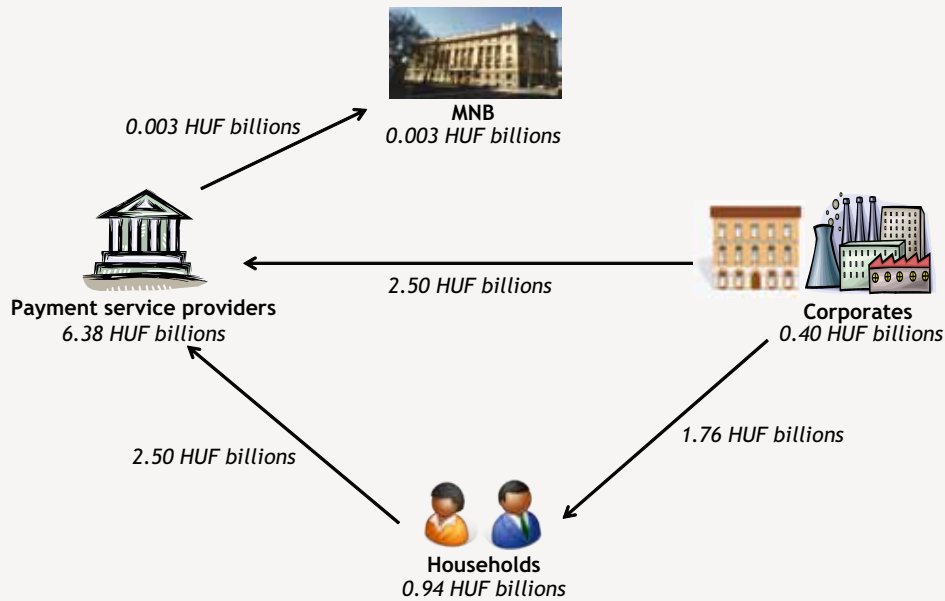 MNB
0.003 HUF billions
0.003 HUF billions
2.50 HUF billions
Payment service providers
6.38 HUF billions
Corporates
0.40 HUF billions
1.76 HUF billions
2.50 HUF billions
Households
0.94 HUF billions